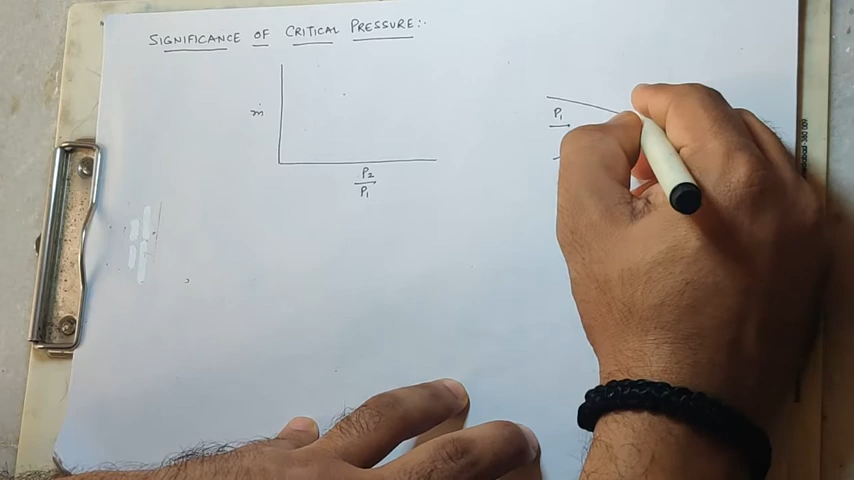 SIGNIFICANCE OF CRITICAL PRESSURE:-
ṁ
P₂
P₁
P₁